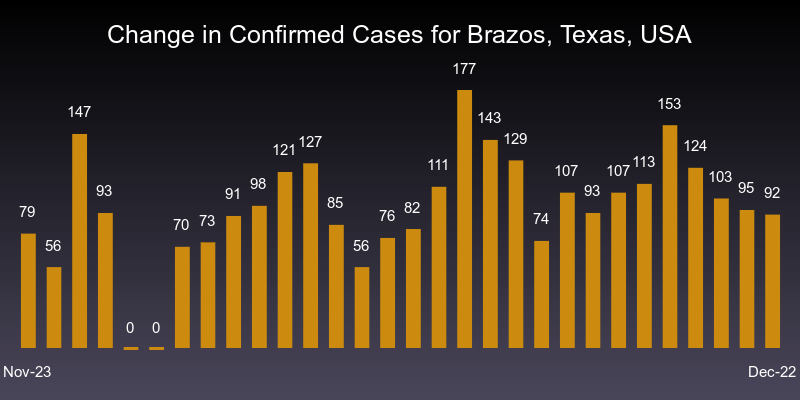 Change in Confirmed Cases for Brazos, Texas, USA
79 56 147 93 0 0 70 73 91 98 121 127 85 56 76 82 111 177 143 129 74 107 93 107 113 153 124 103 95 92
Nov-23 Dec-22